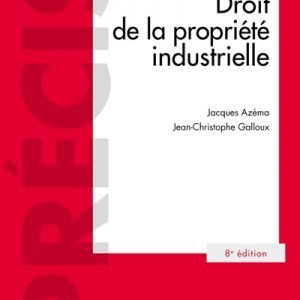 Droit
de la propriété
industrielle
Jacques Azéma
Jean-Christophe Galloux
8e édition
PRÉCIS